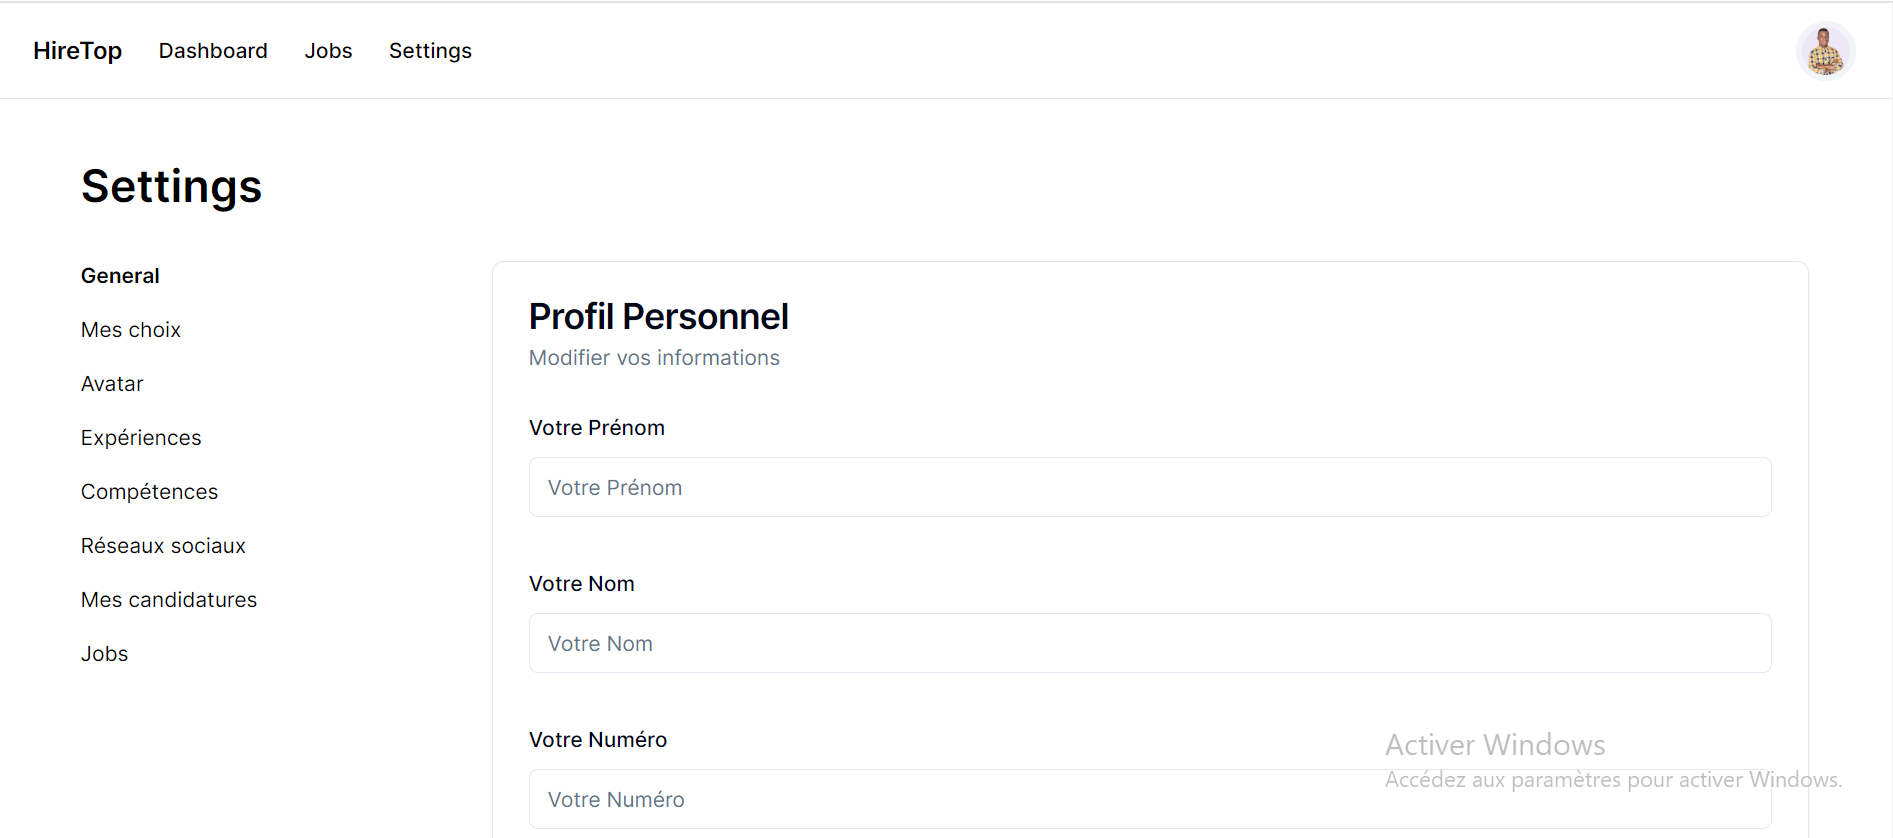 HireTop Dashboard Jobs Settings
Settings
General
Mes choix
Avatar
Expériences
Compétences
Réseaux sociaux
Mes candidatures
Jobs
Profil Personnel
Modifier vos informations
Votre Prénom
Votre Prénom
Votre Nom
Votre Nom
Votre Numéro
Votre Numéro
Activer Windows
Accédez aux paramètres pour activer Windows.